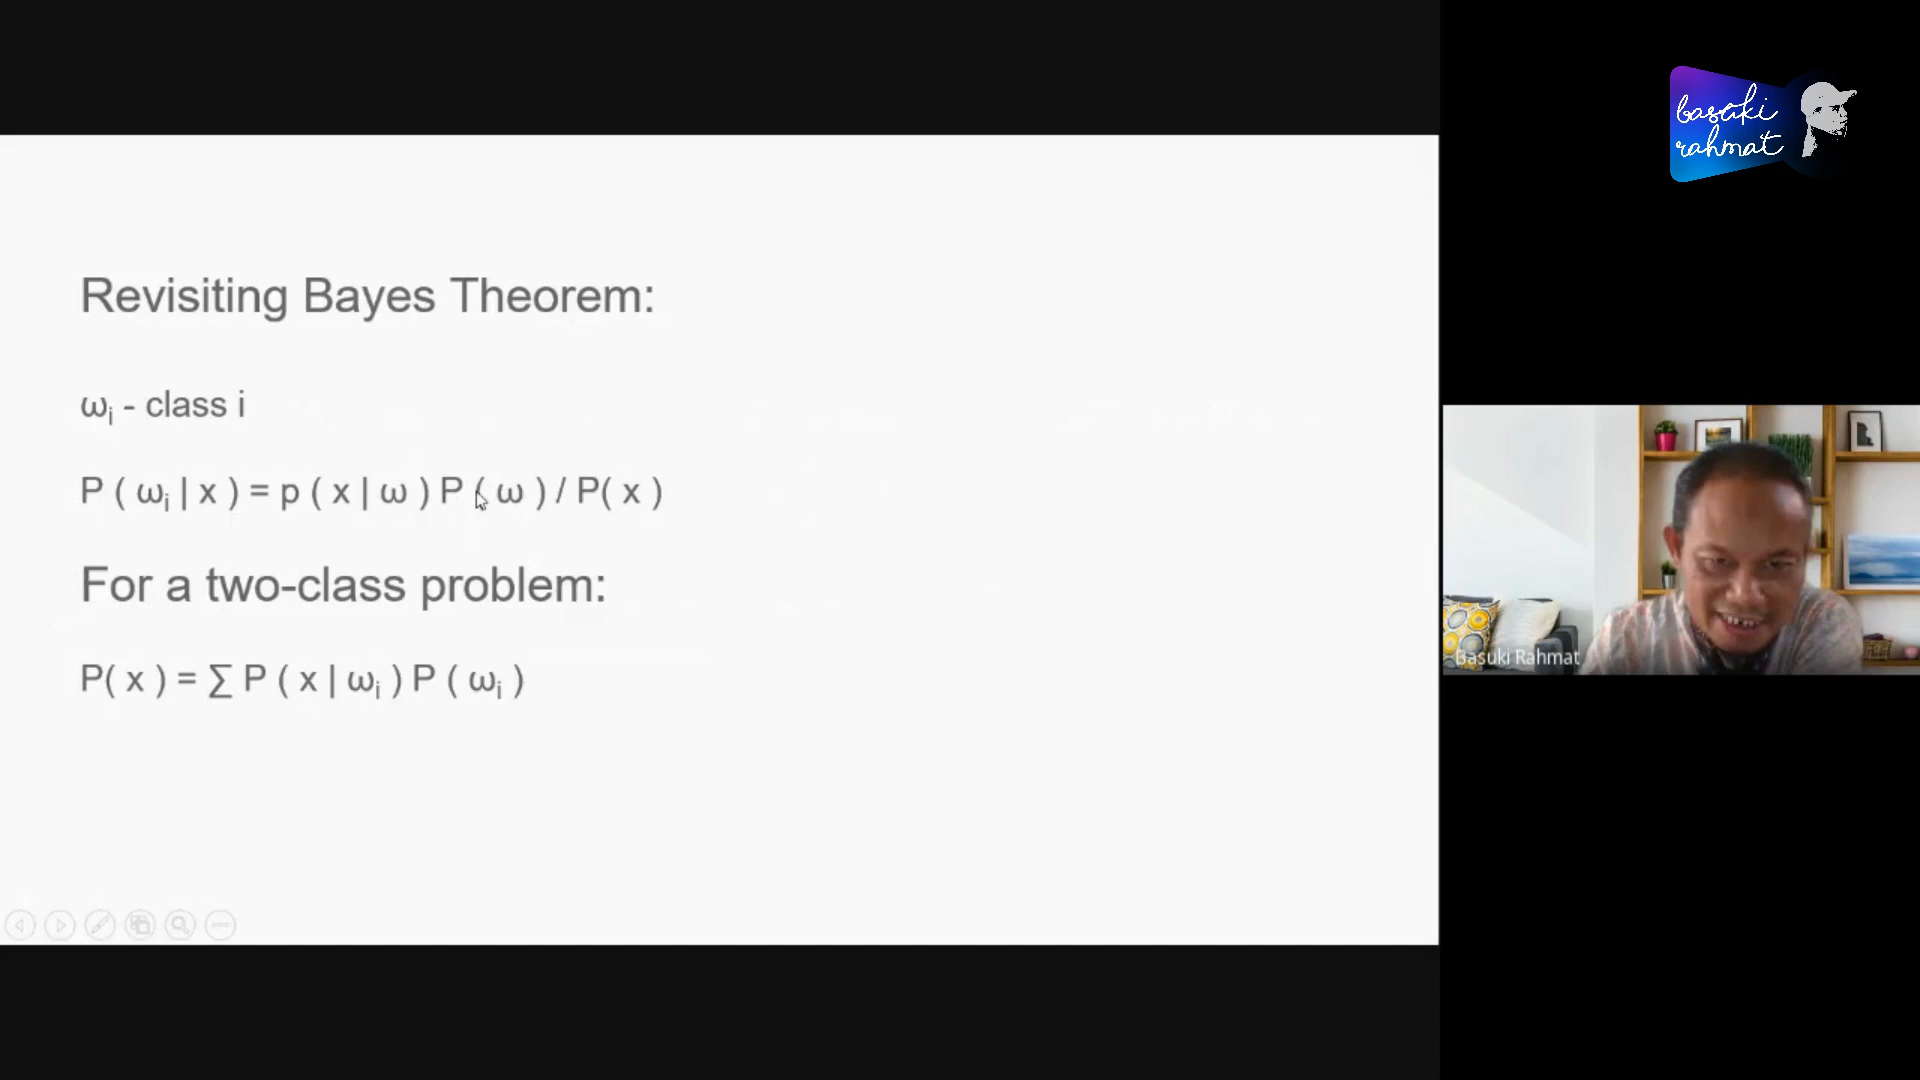 basuki
rahmat
Revisiting Bayes Theorem:
ωᵢ - class i
P ( ωᵢ | x ) = p ( x | ω ) P ( ω ) / P( x )
For a two-class problem:
P( x ) = ∑ P ( x | ωᵢ ) P ( ωᵢ )
Basuki Rahmat